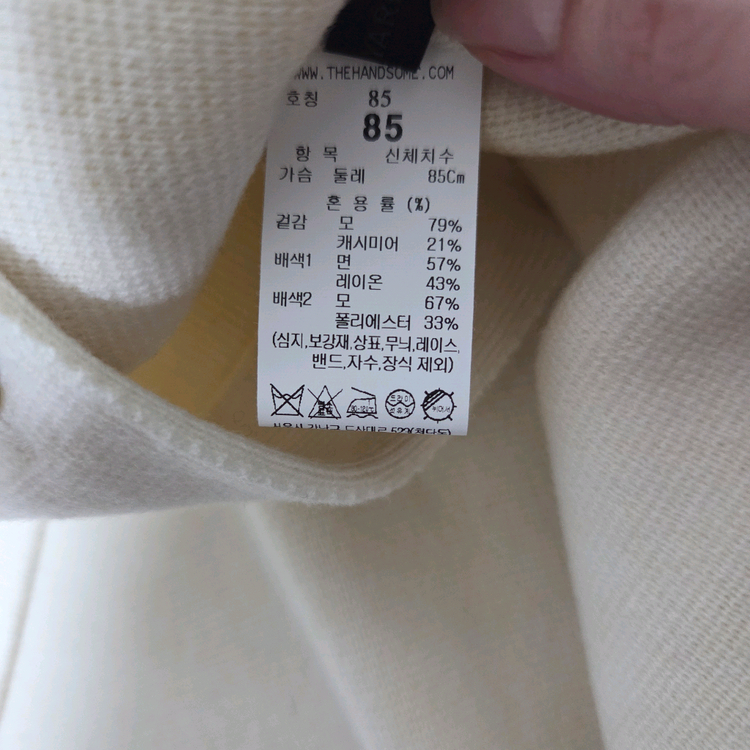 WWW.THEHANDSOME.COM
호칭 85
85
항 목 신체치수
가슴 둘레 85Cm
혼 용 률 (%)
겉감 모 79%
캐시미어 21%
배색1 면 57%
레이온 43%
배색2 모 67%
폴리에스터 33%
(심지,보강재,상표,무늬,레이스,
밴드,자수,장식 제외)
드라이